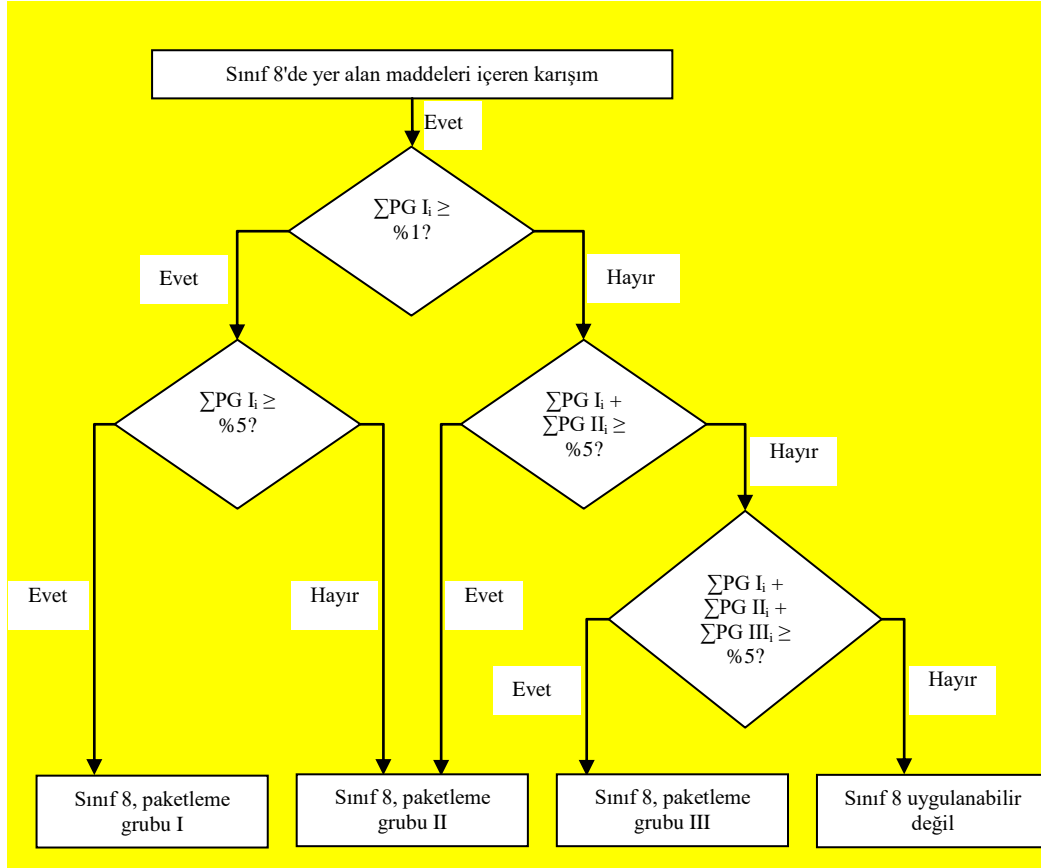 Sınıf 8'de yer alan maddeleri içeren karışım
Evet
∑PG Iᵢ ≥
%1?
Evet
Hayır
∑PG Iᵢ ≥
%5?
∑PG Iᵢ +
∑PG IIᵢ ≥
%5?
Hayır
Evet
Hayır
Evet
∑PG Iᵢ +
∑PG IIᵢ +
∑PG IIIᵢ ≥
%5?
Evet
Hayır
Sınıf 8, paketleme
grubu I
Sınıf 8, paketleme
grubu II
Sınıf 8, paketleme
grubu III
Sınıf 8 uygulanabilir
değil